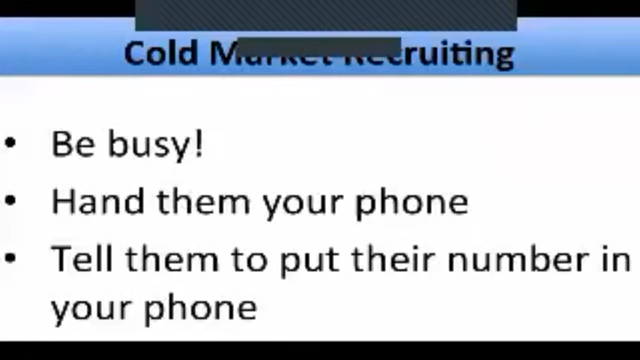 Cold Market Recruiting
• Be busy!
• Hand them your phone
• Tell them to put their number in
your phone